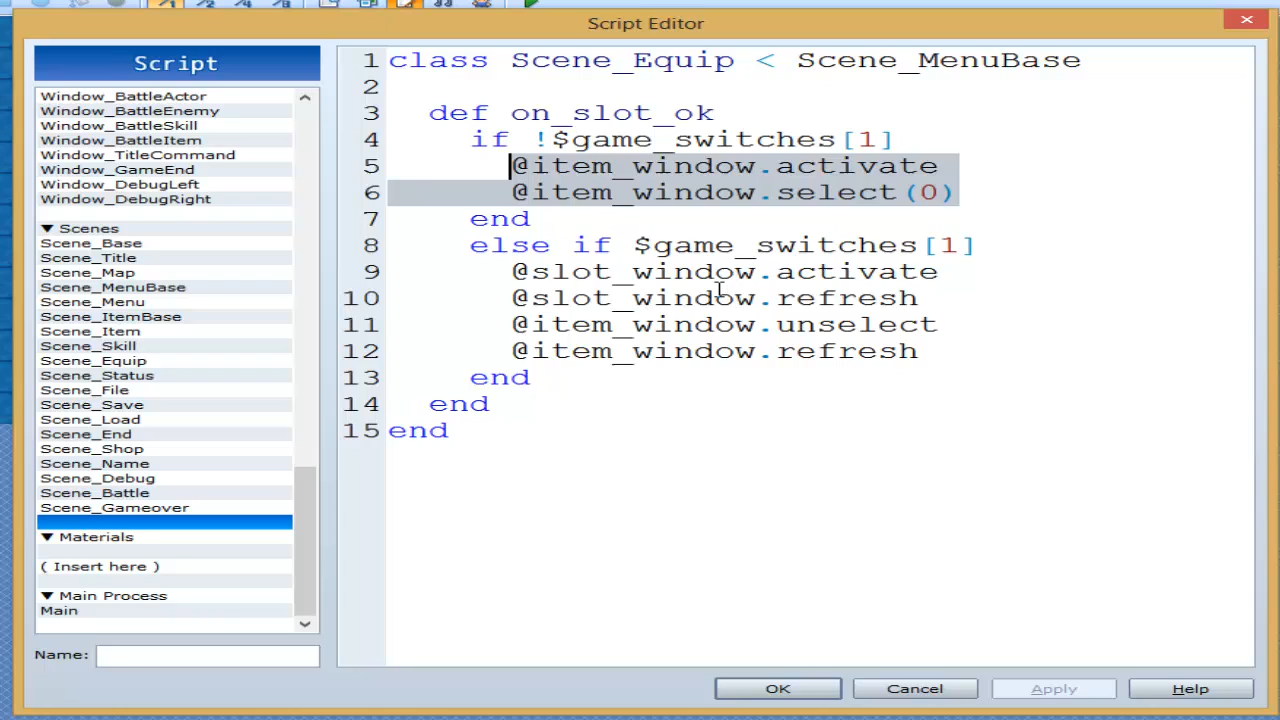 Script Editor
Script
Window_BattleActor
Window_BattleEnemy
Window_BattleSkill
Window_BattleItem
Window_TitleCommand
Window_GameEnd
Window_DebugLeft
Window_DebugRight
▼ Scenes
Scene_Base
Scene_Title
Scene_Map
Scene_MenuBase
Scene_Menu
Scene_ItemBase
Scene_Item
Scene_Skill
Scene_Equip
Scene_Status
Scene_File
Scene_Save
Scene_Load
Scene_End
Scene_Shop
Scene_Name
Scene_Debug
Scene_Battle
Scene_Gameover
▼ Materials
( Insert here )
▼ Main Process
Main
Name:
1 class Scene_Equip < Scene_MenuBase
2
3 def on_slot_ok
4 if !$game_switches[1]
5 @item_window.activate
6 @item_window.select(0)
7 end
8 else if $game_switches[1]
9 @slot_window.activate
10 @slot_window.refresh
11 @item_window.unselect
12 @item_window.refresh
13 end
14 end
15 end
OK Cancel Apply Help